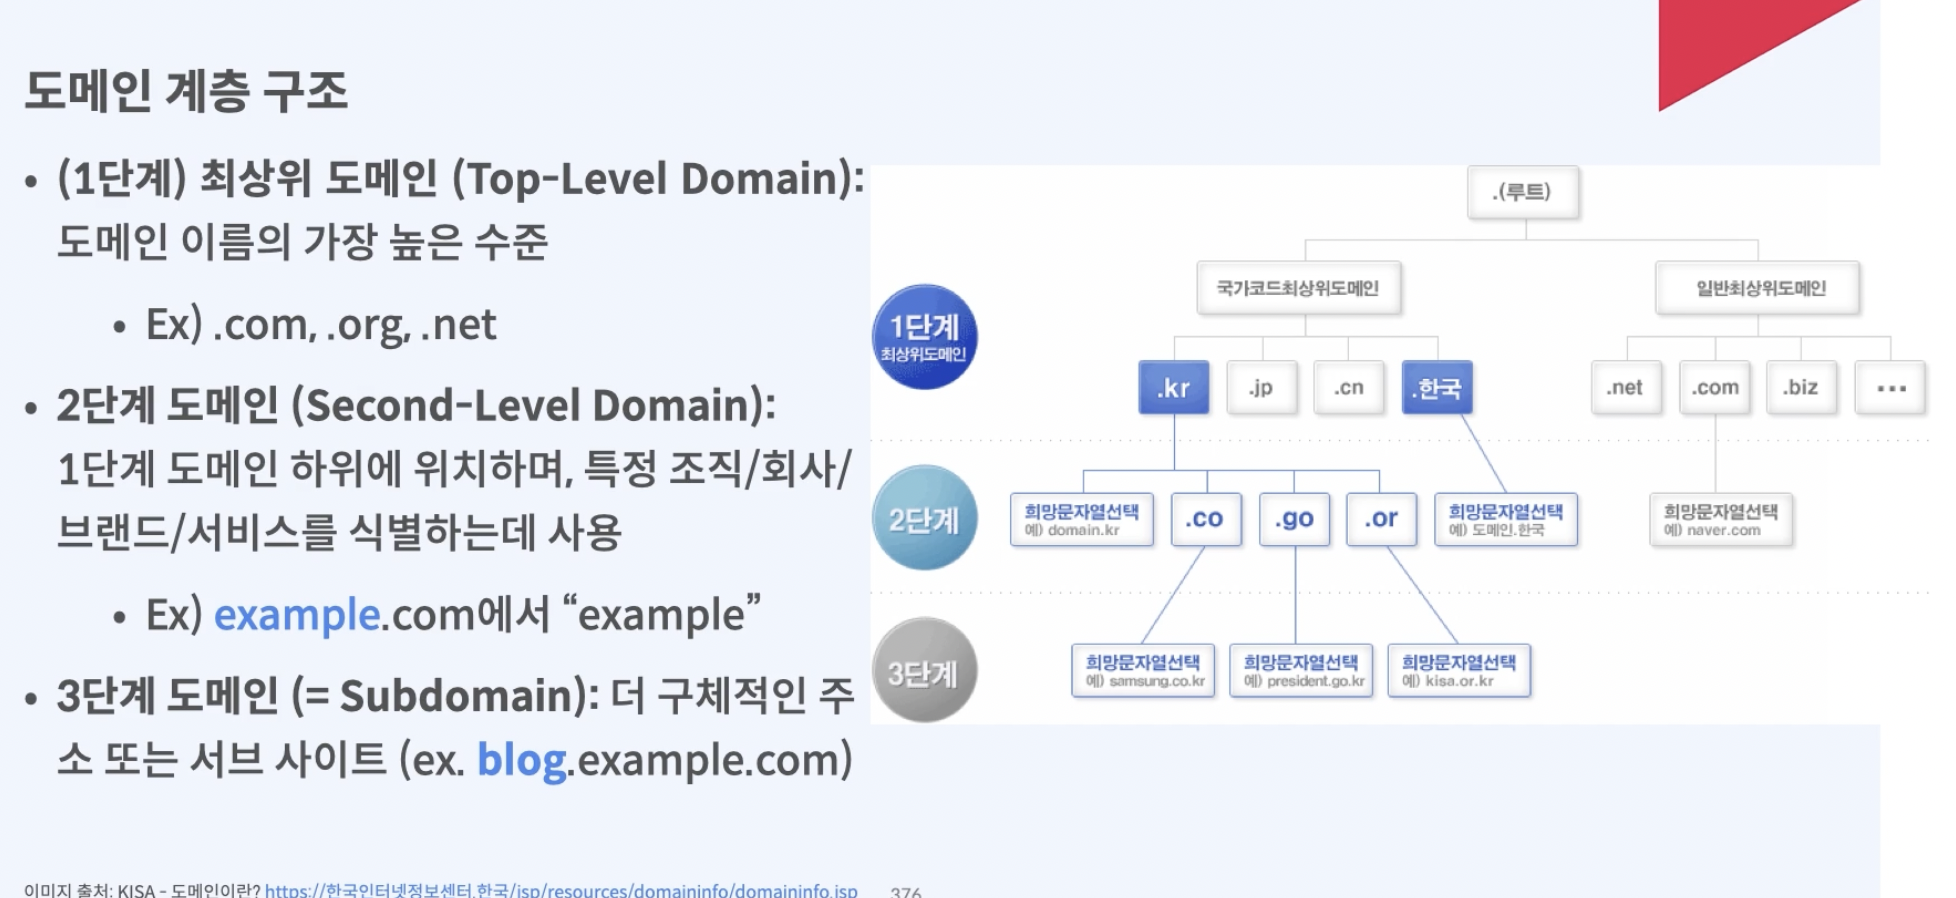 도메인 계층 구조
• (1단계) 최상위 도메인 (Top-Level Domain):
도메인 이름의 가장 높은 수준
• Ex) .com, .org, .net
• 2단계 도메인 (Second-Level Domain):
1단계 도메인 하위에 위치하며, 특정 조직/회사/
브랜드/서비스를 식별하는데 사용
• Ex) example.com에서 “example”
• 3단계 도메인 (= Subdomain): 더 구체적인 주
소 또는 서브 사이트 (ex. blog.example.com)
.(루트)
국가코드최상위도메인
일반최상위도메인
1단계
최상위도메인
.kr
.jp
.cn
.한국
.net
.com
.biz
...
2단계
희망문자열선택
예) domain.kr
.co
.go
.or
희망문자열선택
예) 도메인.한국
희망문자열선택
예) naver.com
3단계
희망문자열선택
예) samsung.co.kr
희망문자열선택
예) president.go.kr
희망문자열선택
예) kisa.or.kr
이미지 출처: KISA - 도메인이란? https://한국인터넷정보센터.한국/jsp/resources/domaininfo/domaininfo.jsp
376